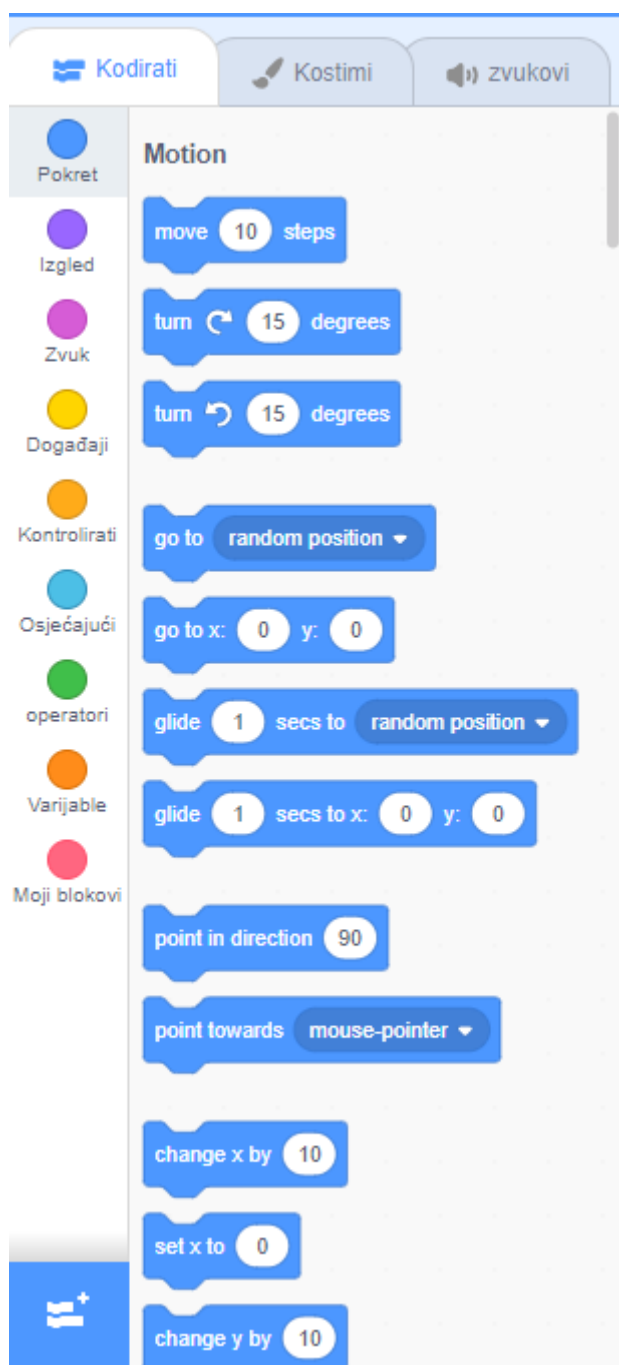 Kodirati
Kostimi
zvukovi
Pokret
Izgled
Zvuk
Događaji
Kontrolirati
Osjećajući
operatori
Varijable
Moji blokovi
Motion
move 10 steps
turn 15 degrees
turn 15 degrees
go to random position
go to x: 0 y: 0
glide 1 secs to random position
glide 1 secs to x: 0 y: 0
point in direction 90
point towards mouse-pointer
change x by 10
set x to 0
change y by 10